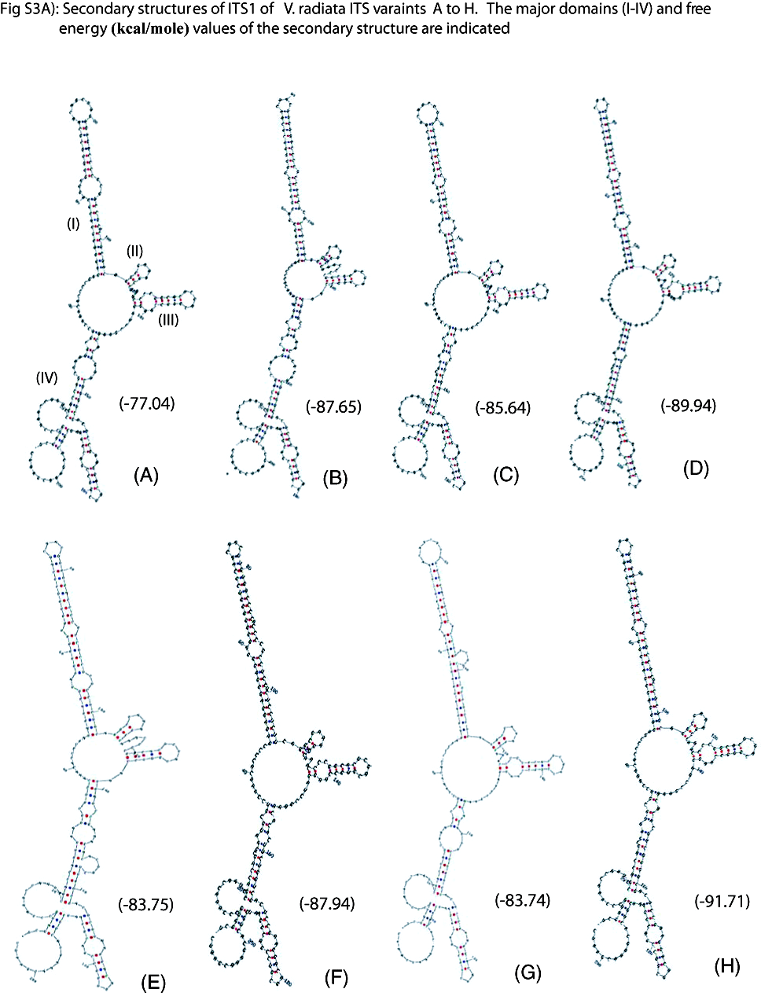 Fig S3A): Secondary structures of ITS1 of V. radiata ITS varaints A to H. The major domains (I-IV) and free
energy (kcal/mole) values of the secondary structure are indicated
(I)
(II)
(III)
(IV)
(-77.04)
(-87.65)
(-85.64)
(-89.94)
(A)
(B)
(C)
(D)
(-83.75)
(-87.94)
(-83.74)
(-91.71)
(E)
(F)
(G)
(H)